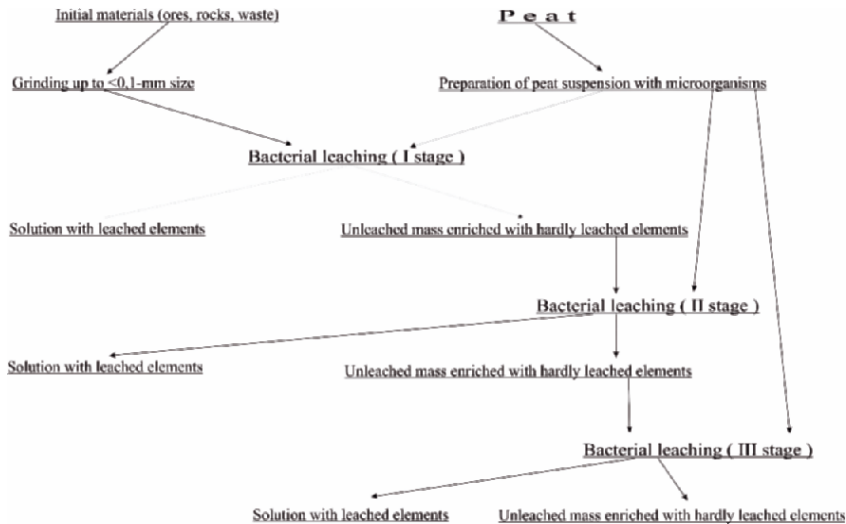 Initial materials (ores, rocks, waste)
P e a t
Grinding up to <0,1-mm size
Preparation of peat suspension with microorganisms
Bacterial leaching ( I stage )
Solution with leached elements
Unleached mass enriched with hardly leached elements
Bacterial leaching ( II stage )
Solution with leached elements
Unleached mass enriched with hardly leached elements
Bacterial leaching ( III stage )
Solution with leached elements
Unleached mass enriched with hardly leached elements